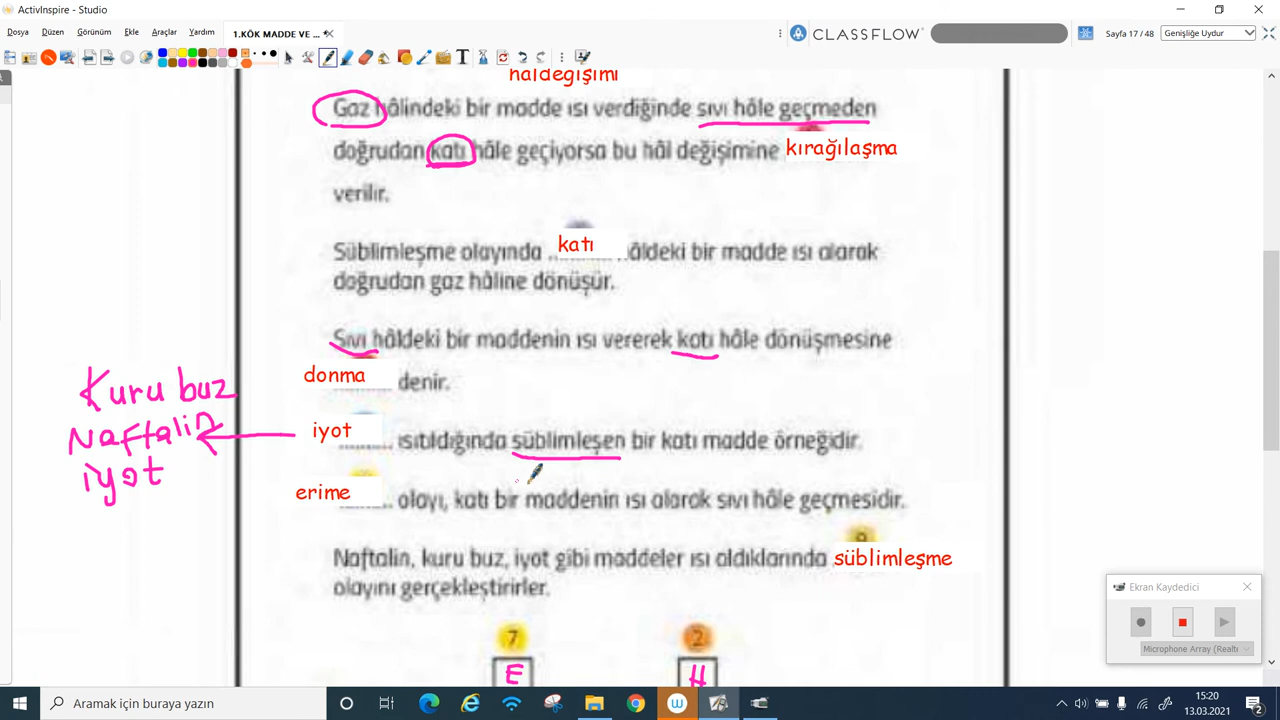 ActivInspire - Studio
Dosya Düzen Görünüm Ekle Araçlar Yardım
1.KÖK MADDE VE ...
CLASSFLOW
Sayfa 17 / 48
Genişliğe Uydur
haldeğişimi
Gaz hâlindeki bir madde ısı verdiğinde sıvı hâle geçmeden
doğrudan katı hâle geçiyorsa bu hâl değişimine kırağılaşma
verilir.
Süblimleşme olayında katı hâldeki bir madde ısı alarak
doğrudan gaz hâline dönüşür.
Sıvı hâldeki bir maddenin ısı vererek katı hâle dönüşmesine
donma denir.
Kuru buz
Naftalin
iyot
iyot ısıtıldığında süblimleşen bir katı madde örneğidir.
erime olayı, katı bir maddenin ısı alarak sıvı hâle geçmesidir.
9
Naftalin, kuru buz, iyot gibi maddeler ısı aldıklarında süblimleşme
olayını gerçekleştirirler.
7 2
E H
Ekran Kaydedici
Microphone Array (Realt
Aramak için buraya yazın
15:20
13.03.2021